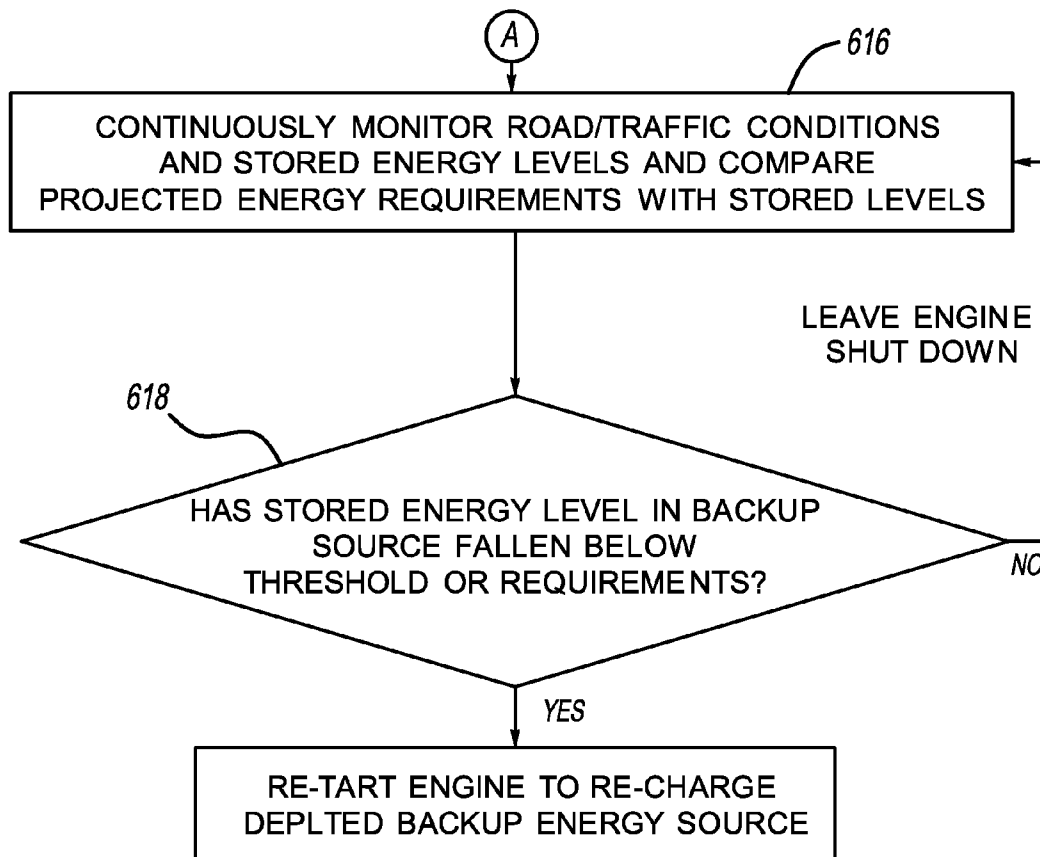 A
616
CONTINUOUSLY MONITOR ROAD/TRAFFIC CONDITIONS
AND STORED ENERGY LEVELS AND COMPARE
PROJECTED ENERGY REQUIREMENTS WITH STORED LEVELS
LEAVE ENGINE
SHUT DOWN
618
HAS STORED ENERGY LEVEL IN BACKUP
SOURCE FALLEN BELOW
THRESHOLD OR REQUIREMENTS?
NO
YES
RE-TART ENGINE TO RE-CHARGE
DEPLTED BACKUP ENERGY SOURCE